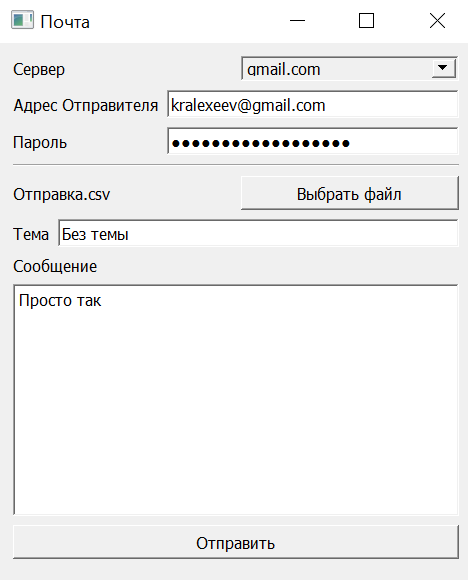 Почта
Сервер gmail.com
Адрес Отправителя kralexeev@gmail.com
Пароль ●●●●●●●●●●●●●●●●●●
Отправка.csv Выбрать файл
Тема Без темы
Сообщение
Просто так
Отправить